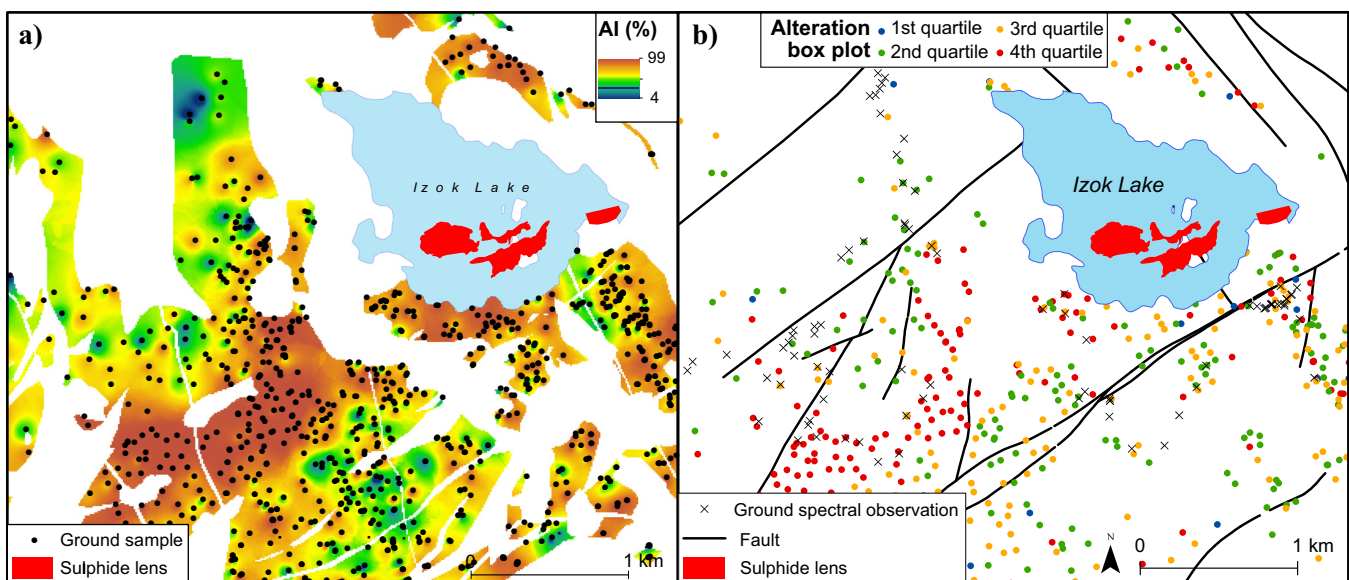 a)
AI (%)
99
4
Izok Lake
Ground sample
Sulphide lens
0
1 km
b)
Alteration box plot
1st quartile
3rd quartile
2nd quartile
4th quartile
Izok Lake
Ground spectral observation
Fault
Sulphide lens
N
0
1 km